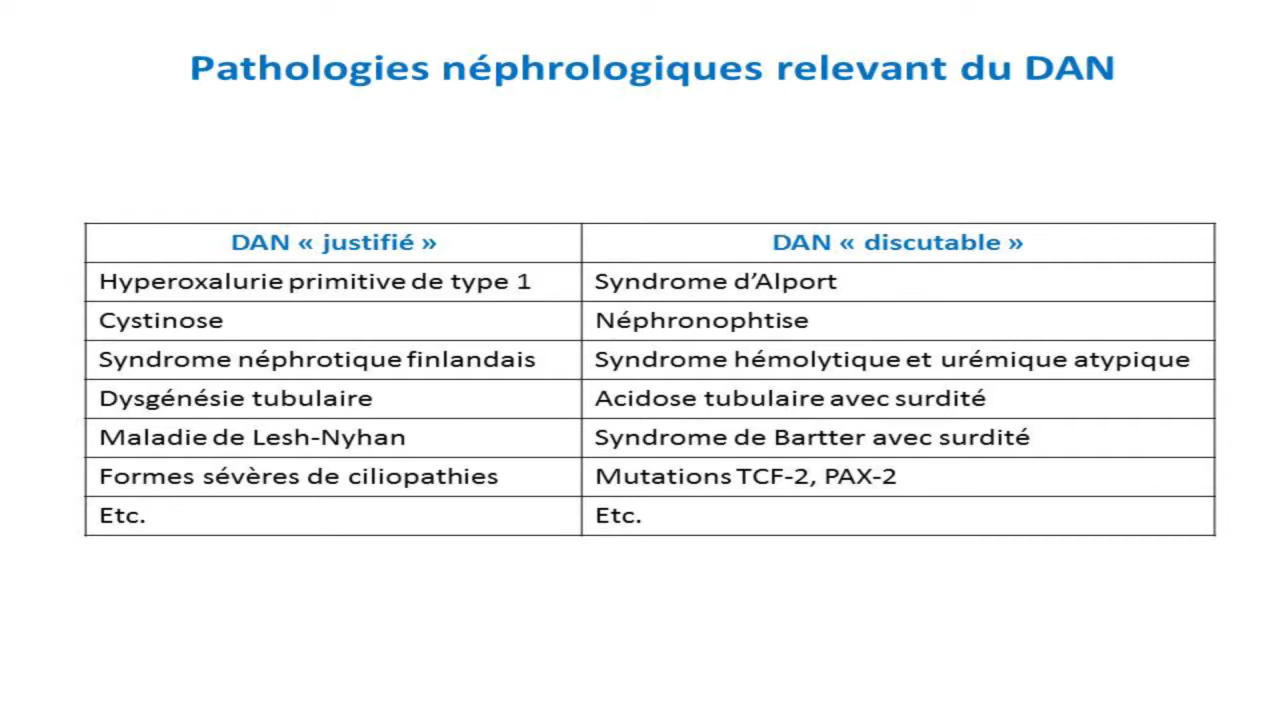 Pathologies néphrologiques relevant du DAN
DAN « justifié » DAN « discutable »
Hyperoxalurie primitive de type 1 Syndrome d’Alport
Cystinose Néphronophtise
Syndrome néphrotique finlandais Syndrome hémolytique et urémique atypique
Dysgénésie tubulaire Acidose tubulaire avec surdité
Maladie de Lesh-Nyhan Syndrome de Bartter avec surdité
Formes sévères de ciliopathies Mutations TCF-2, PAX-2
Etc. Etc.